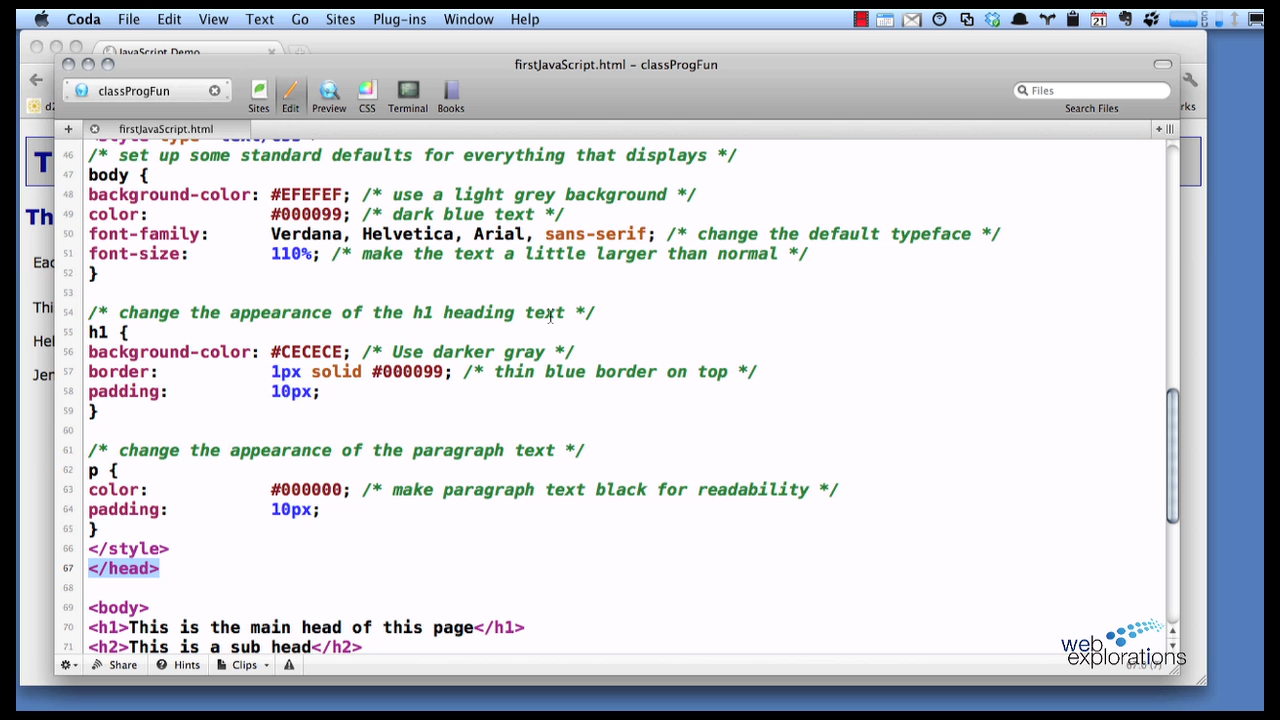 Coda File Edit View Text Go Sites Plug-ins Window Help
21
JavaScript Demo
firstJavaScript.html – classProgFun
classProgFun
Sites Edit Preview CSS Terminal Books
Files
Search Files
firstJavaScript.html
46 /* set up some standard defaults for everything that displays */
47 body {
48 background-color: #EFEFEF; /* use a light grey background */
49 color: #000099; /* dark blue text */
50 font-family: Verdana, Helvetica, Arial, sans-serif; /* change the default typeface */
51 font-size: 110%; /* make the text a little larger than normal */
52 }
53
54 /* change the appearance of the h1 heading text */
55 h1 {
56 background-color: #CECECE; /* Use darker gray */
57 border: 1px solid #000099; /* thin blue border on top */
58 padding: 10px;
59 }
60
61 /* change the appearance of the paragraph text */
62 p {
63 color: #000000; /* make paragraph text black for readability */
64 padding: 10px;
65 }
66 </style>
67 </head>
68
69 <body>
70 <h1>This is the main head of this page</h1>
71 <h2>This is a sub head</h2>
Share Hints Clips
web explorations